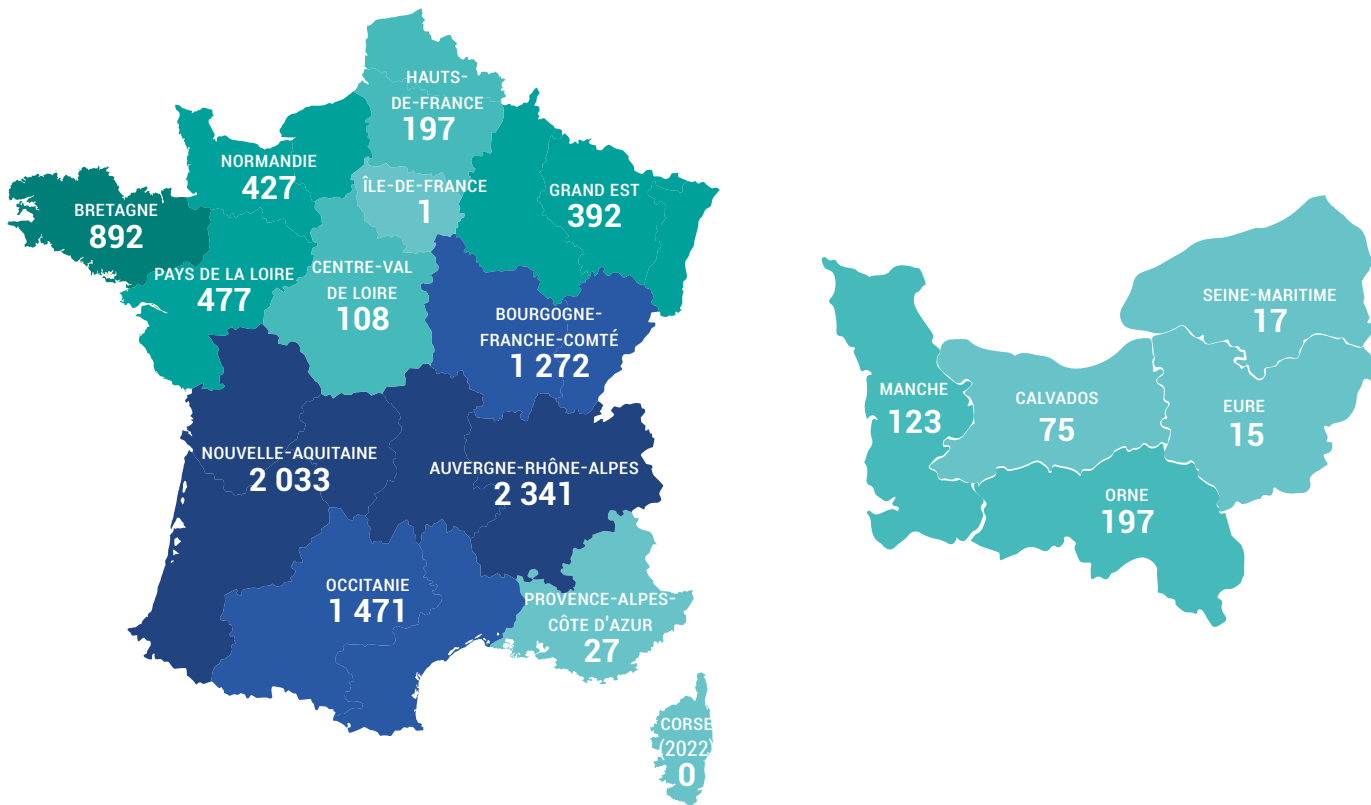 HAUTS-
DE-FRANCE
197
NORMANDIE
427
ÎLE-DE-FRANCE
1
GRAND EST
392
BRETAGNE
892
PAYS DE LA LOIRE
477
CENTRE-VAL
DE LOIRE
108
BOURGOGNE-
FRANCHE-COMTÉ
1 272
NOUVELLE-AQUITAINE
2 033
AUVERGNE-RHÔNE-ALPES
2 341
OCCITANIE
1 471
PROVENCE-ALPES-
CÔTE D'AZUR
27
CORSE
(2022)
0
SEINE-MARITIME
17
MANCHE
123
CALVADOS
75
EURE
15
ORNE
197